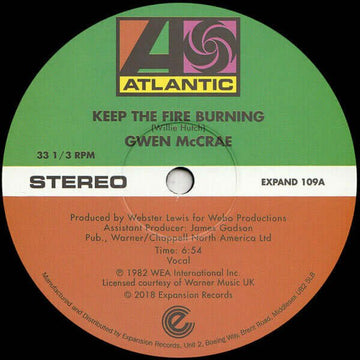 ATLANTIC
KEEP THE FIRE BURNING
(Willie Hutch)
GWEN McCRAE
33 1/3 RPM
STEREO
EXPAND 109A
Produced by Webster Lewis for Webo Productions
Assistant Producer: James Gadson
Pub., Warner/Chappell North America Ltd
Time: 6:54
Vocal
℗ 1982 WEA International Inc.
Licensed courtesy of Warner Music UK
© 2018 Expansion Records
Manufactured and Distributed by Expansion Records, Unit 2, Boeing Way, Brent Road, Middlesex UB2 5LB